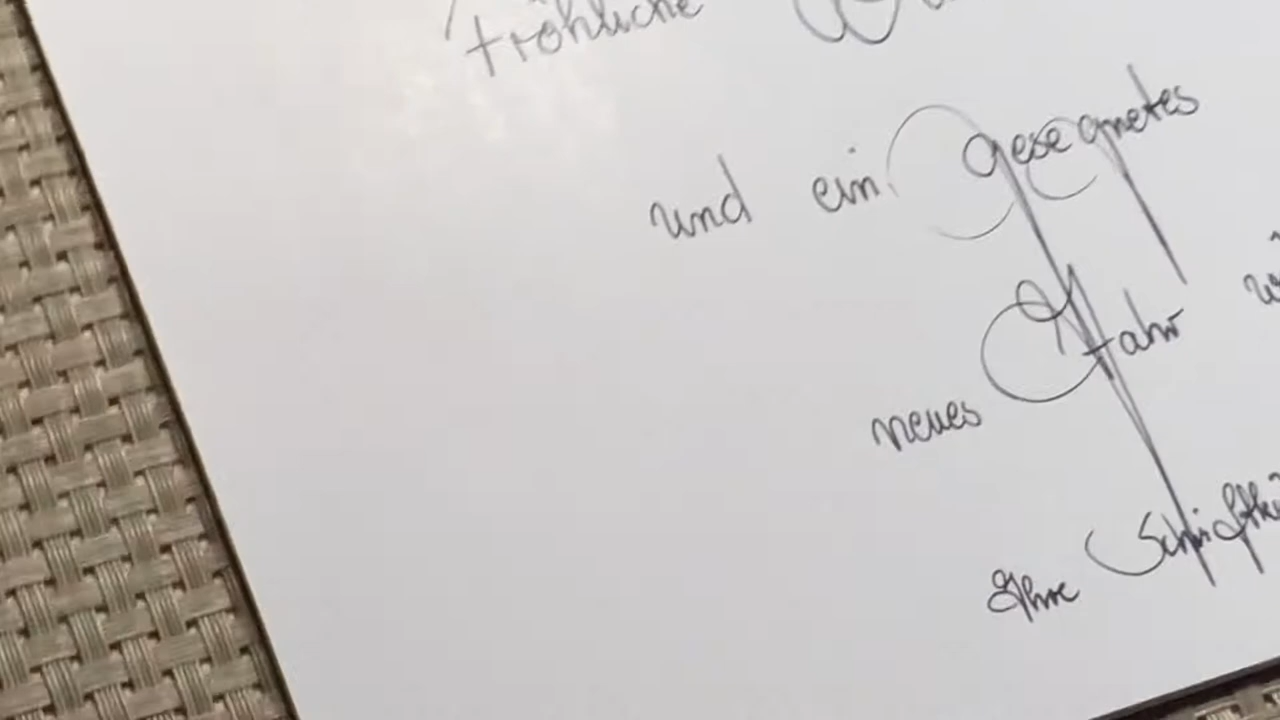 fröhliche
und ein gesegnetes
neues Jahr
Ihre